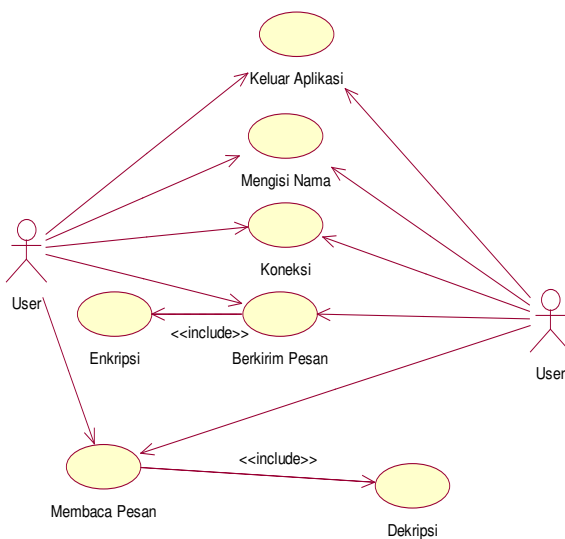 Keluar Aplikasi
Mengisi Nama
Koneksi
User
<<include>>
Enkripsi
Berkirim Pesan
User
<<include>>
Membaca Pesan
Dekripsi